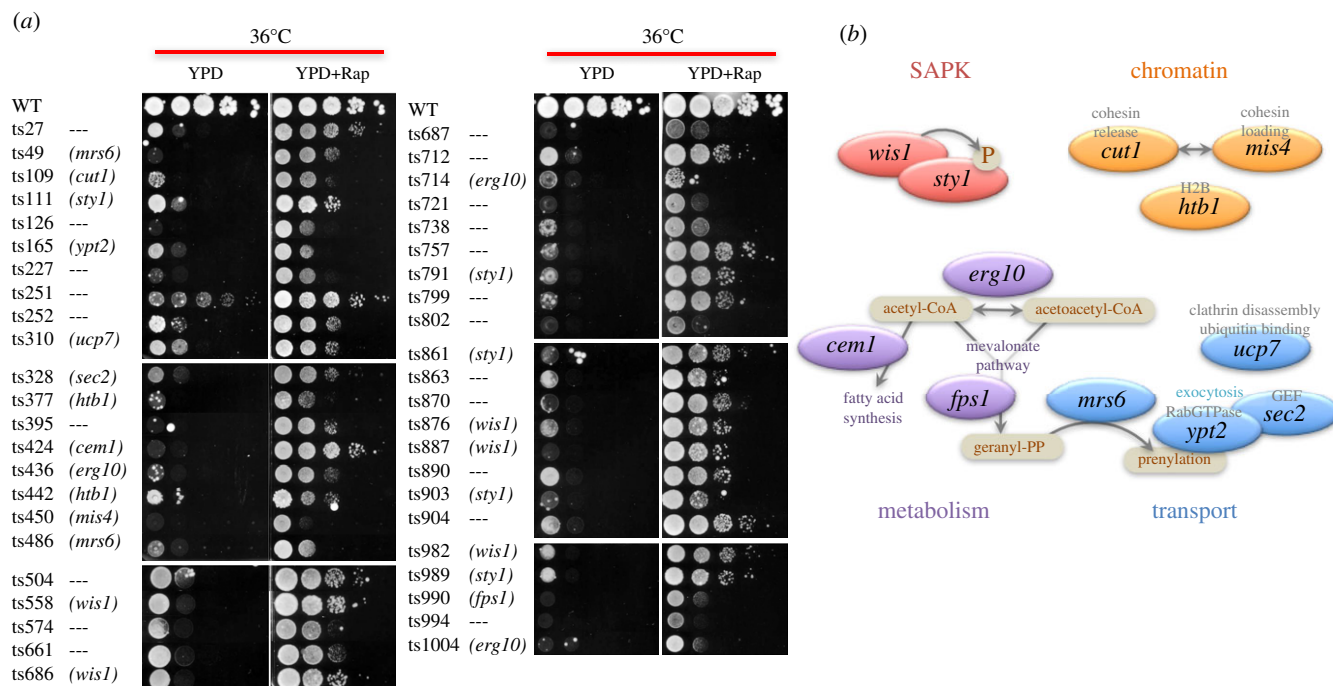 (a)
36°C
YPD YPD+Rap
WT
ts27 ---
ts49 (mrs6)
ts109 (cut1)
ts111 (sty1)
ts126 ---
ts165 (ypt2)
ts227 ---
ts251 ---
ts252 ---
ts310 (ucp7)
ts328 (sec2)
ts377 (htb1)
ts395 ---
ts424 (cem1)
ts436 (erg10)
ts442 (htb1)
ts450 (mis4)
ts486 (mrs6)
ts504 ---
ts558 (wis1)
ts574 ---
ts661 ---
ts686 (wis1)
36°C
YPD YPD+Rap
WT
ts687 ---
ts712 ---
ts714 (erg10)
ts721 ---
ts738 ---
ts757 ---
ts791 (sty1)
ts799 ---
ts802 ---
ts861 (sty1)
ts863 ---
ts870 ---
ts876 (wis1)
ts887 (wis1)
ts890 ---
ts903 (sty1)
ts904 ---
ts982 (wis1)
ts989 (sty1)
ts990 (fps1)
ts994 ---
ts1004 (erg10)
(b)
SAPK
wis1
P
sty1
chromatin
cohesin
release
cut1
cohesin
loading
mis4
H2B
htb1
erg10
acetyl-CoA
acetoacetyl-CoA
cem1
mevalonate
pathway
fatty acid
synthesis
fps1
geranyl-PP
mrs6
clathrin disassembly
ubiquitin binding
ucp7
exocytosis
RabGTPase
ypt2
GEF
sec2
prenylation
metabolism
transport